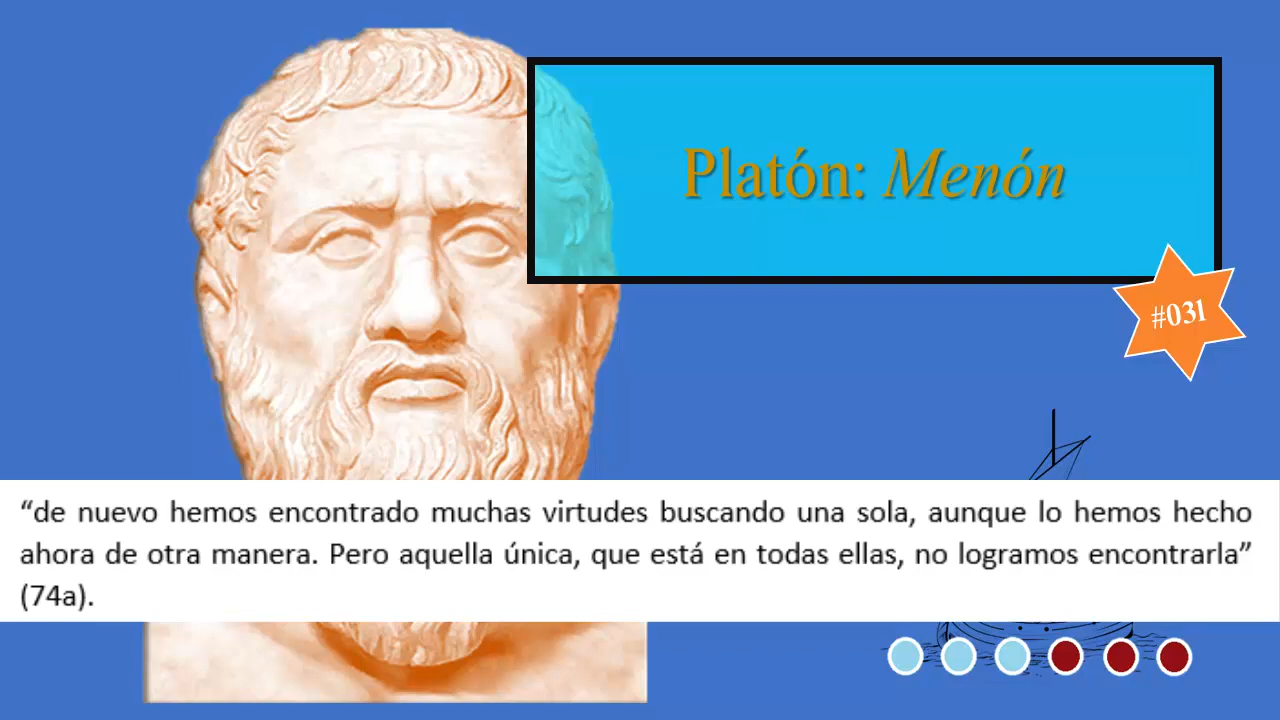 Platón: Menón
#031
“de nuevo hemos encontrado muchas virtudes buscando una sola, aunque lo hemos hecho
ahora de otra manera. Pero aquella única, que está en todas ellas, no logramos encontrarla”
(74a).